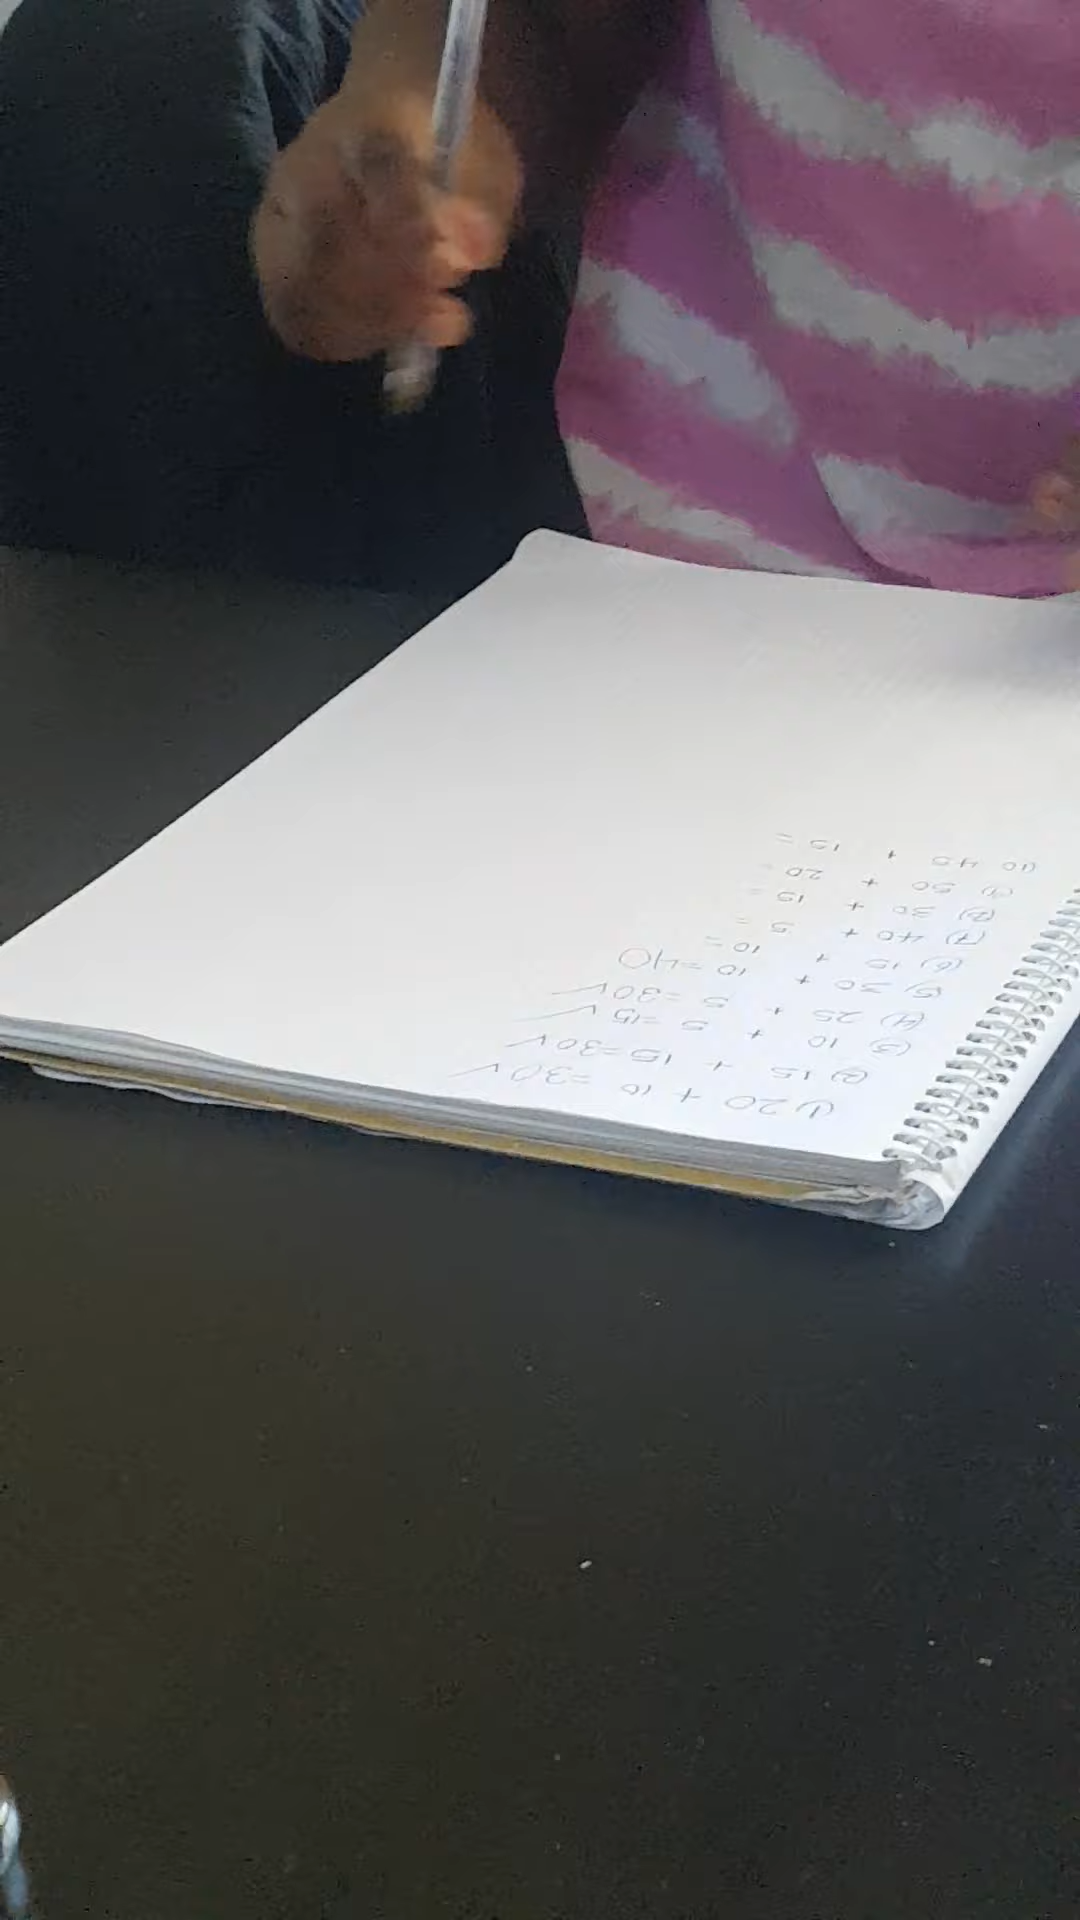 1) 20 + 10 = 30 ✓
(2) 15 + 15 = 30 ✓
(3) 10 + 5 = 15 ✓
(4) 25 + 5 = 30 ✓
(5) 30 + 10 = 40
(6) 15 + 10 =
(7) 40 + 5 =
(8) 30 + 15 =
(9) 50 + 20 =
(10 45 + 15 =